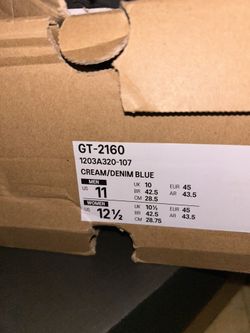 GT-2160
1203A320-107
CREAM/DENIM BLUE
MEN
US 11
UK 10 EUR 45
BR 42.5 AR 43.5
CM 28.5
WOMEN
US 12 ½
UK 10½ EUR 45
BR 42.5 AR 43.5
CM 28.75